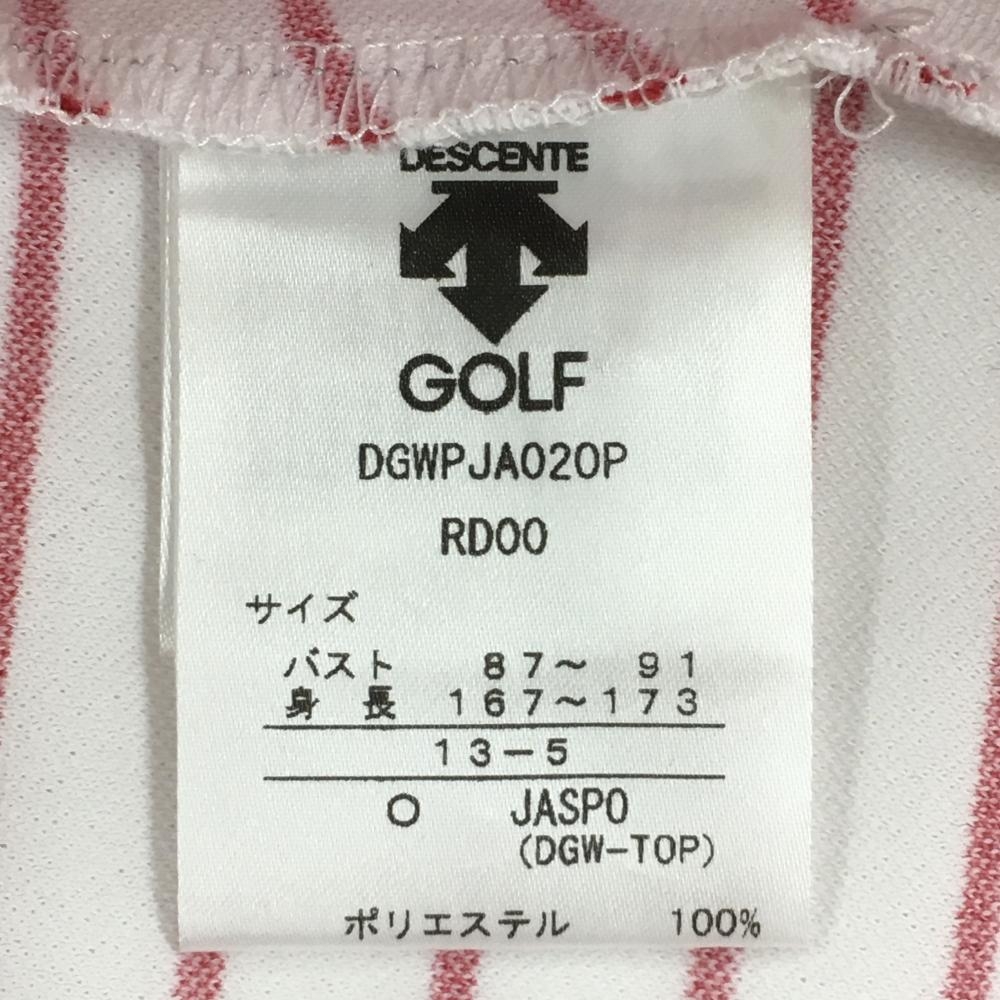 DESCENTE
GOLF
DGWPJA020P
RD00
サイズ
バスト 87〜 91
身 長 167〜173
13−5
O JASPO
(DGW-TOP)
ポリエステル 100%